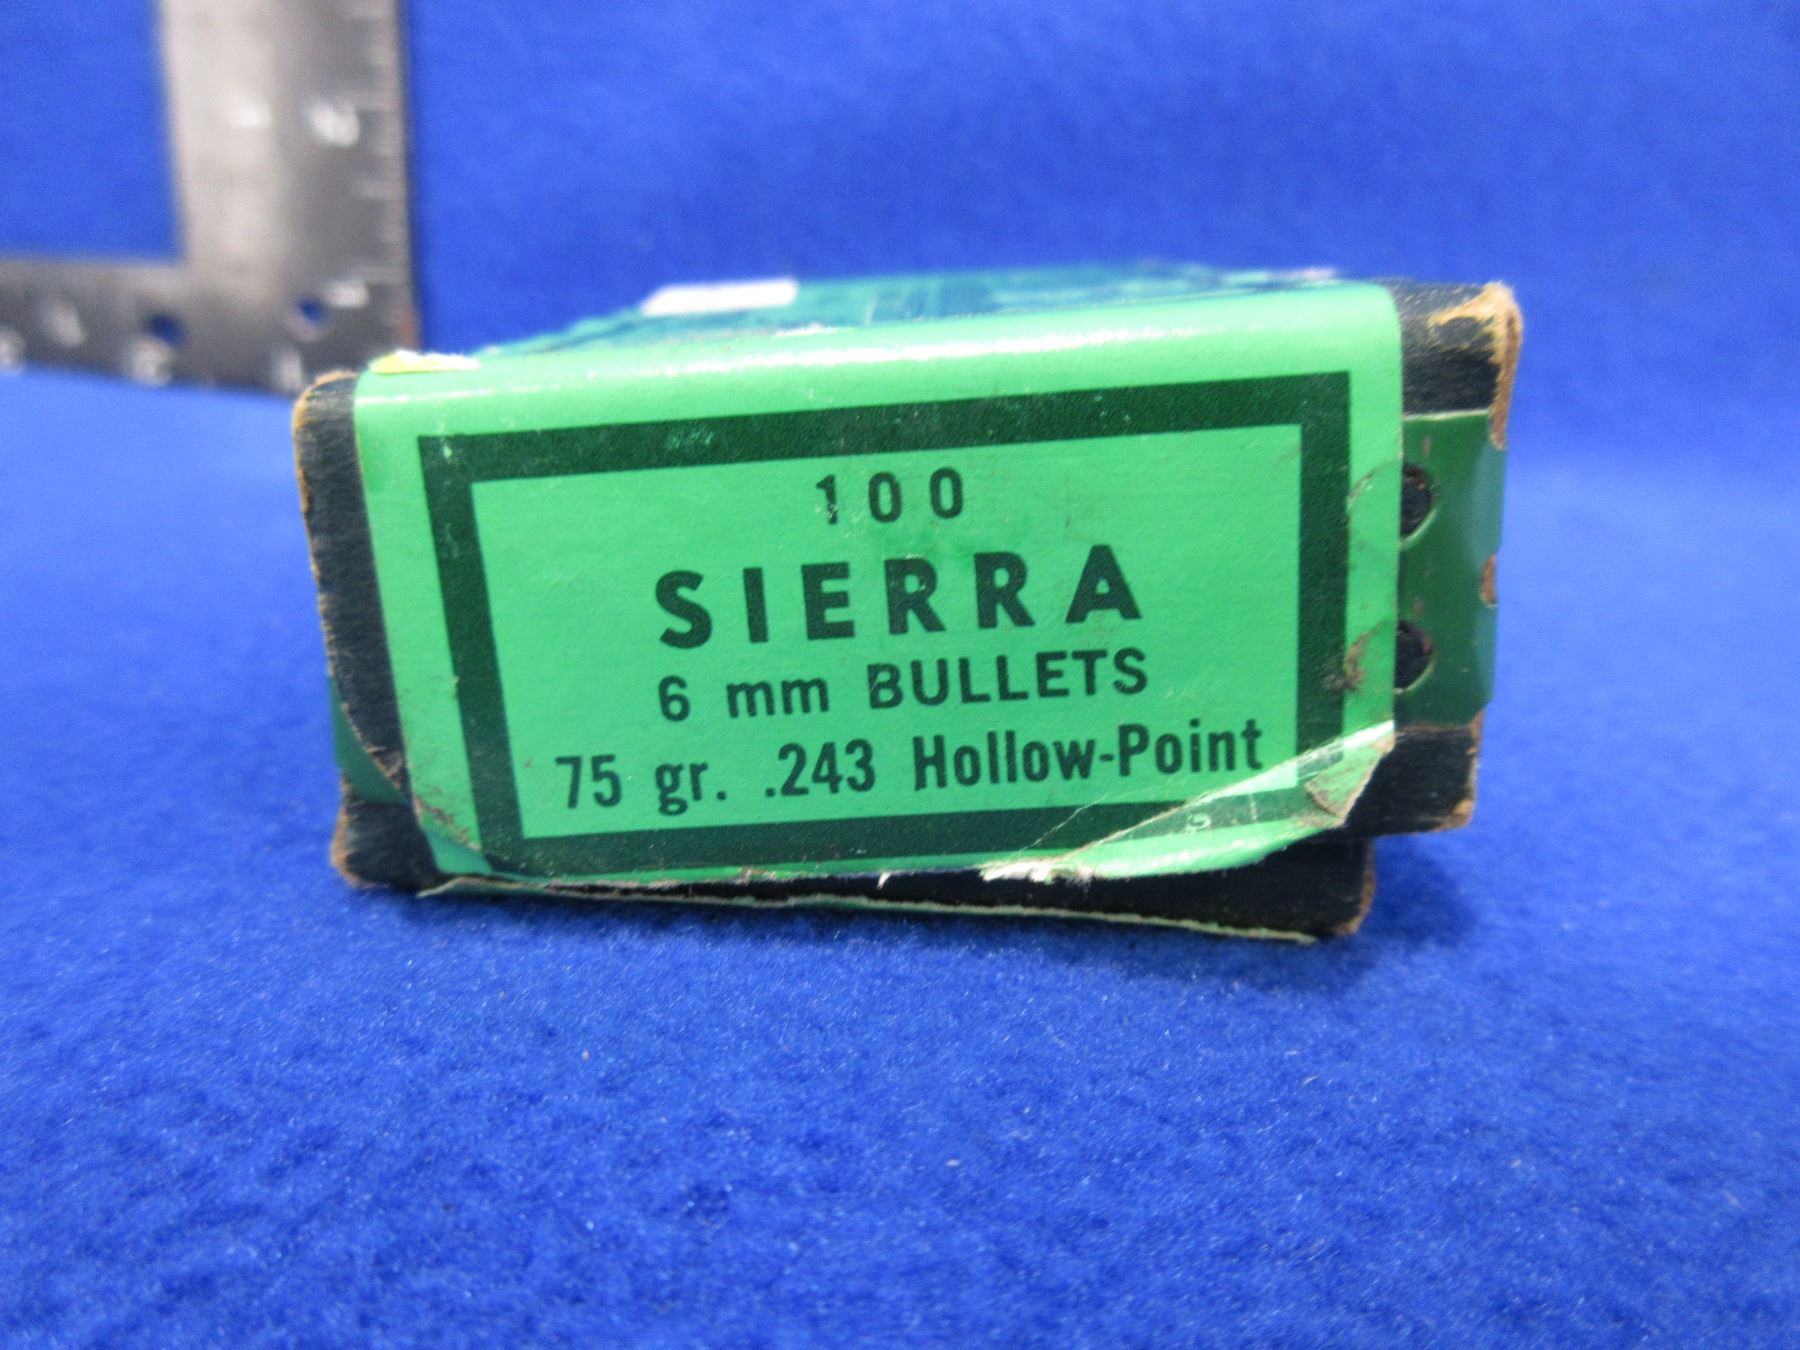 100
SIERRA
6 mm BULLETS
75 gr. .243 Hollow-Point